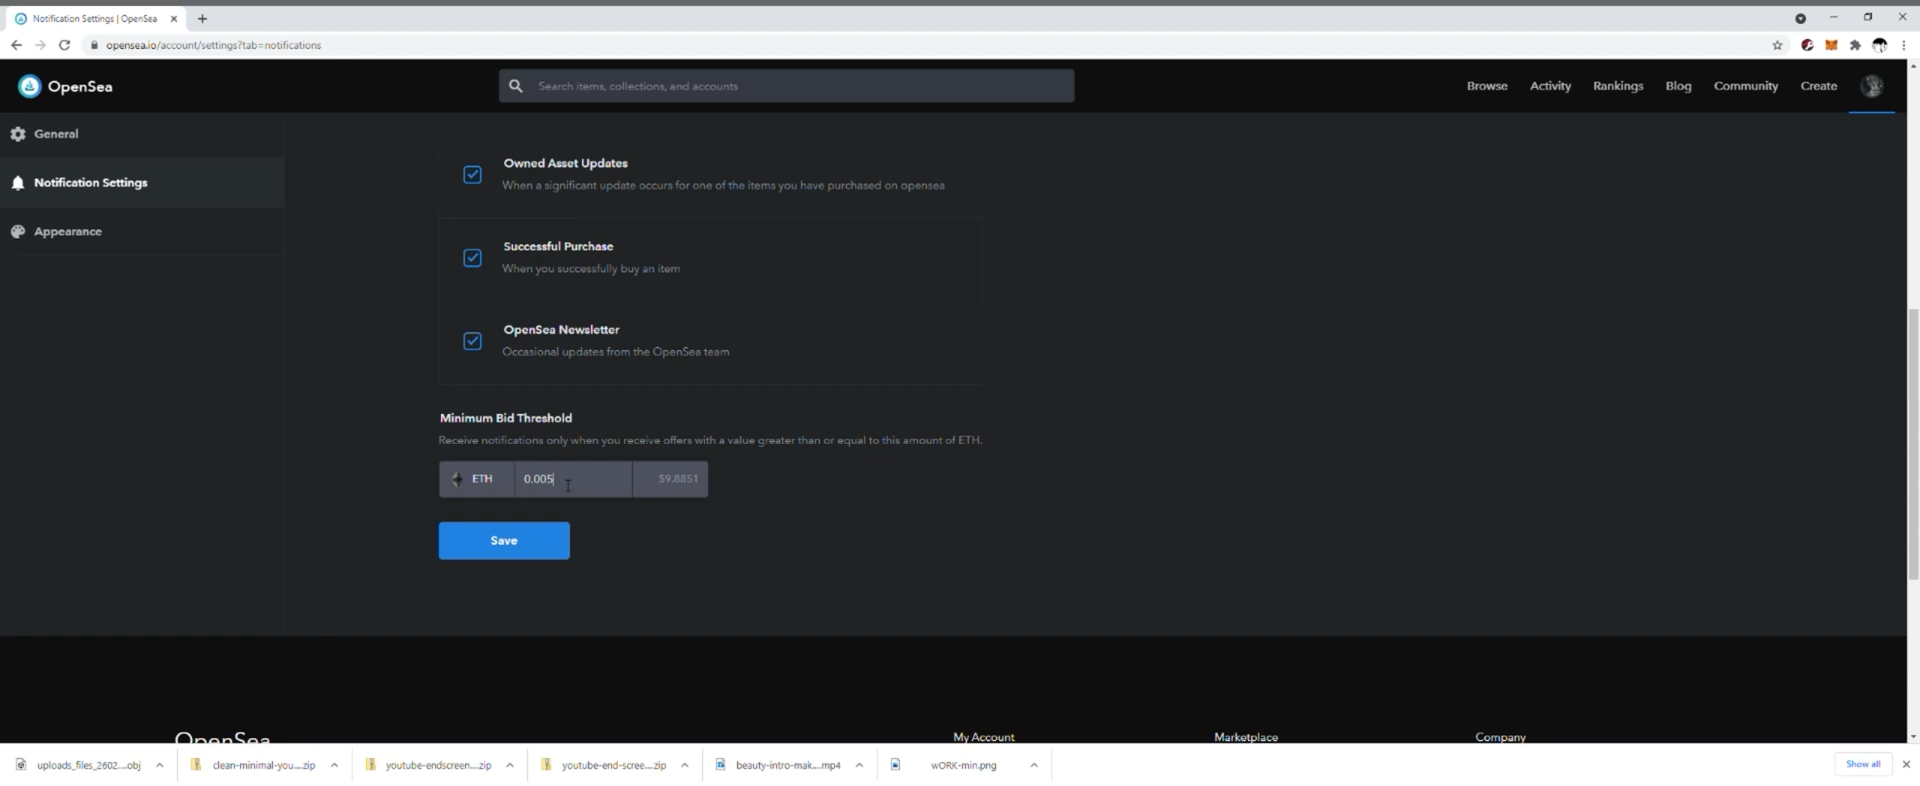 Notification Settings | OpenSea
opensea.io/account/settings?tab=notifications
OpenSea
Search items, collections, and accounts
Browse
Activity
Rankings
Blog
Community
Create
General
Notification Settings
Appearance
Owned Asset Updates
When a significant update occurs for one of the items you have purchased on opensea
Successful Purchase
When you successfully buy an item
OpenSea Newsletter
Occasional updates from the OpenSea team
Minimum Bid Threshold
Receive notifications only when you receive offers with a value greater than or equal to this amount of ETH.
ETH
0.005
$9.8851
Save
OpenSea
My Account
Marketplace
Company
uploads_files_2602....obj
clean-minimal-you....zip
youtube-endscreen....zip
youtube-end-scree....zip
beauty-intro-mak....mp4
wORK-min.png
Show all